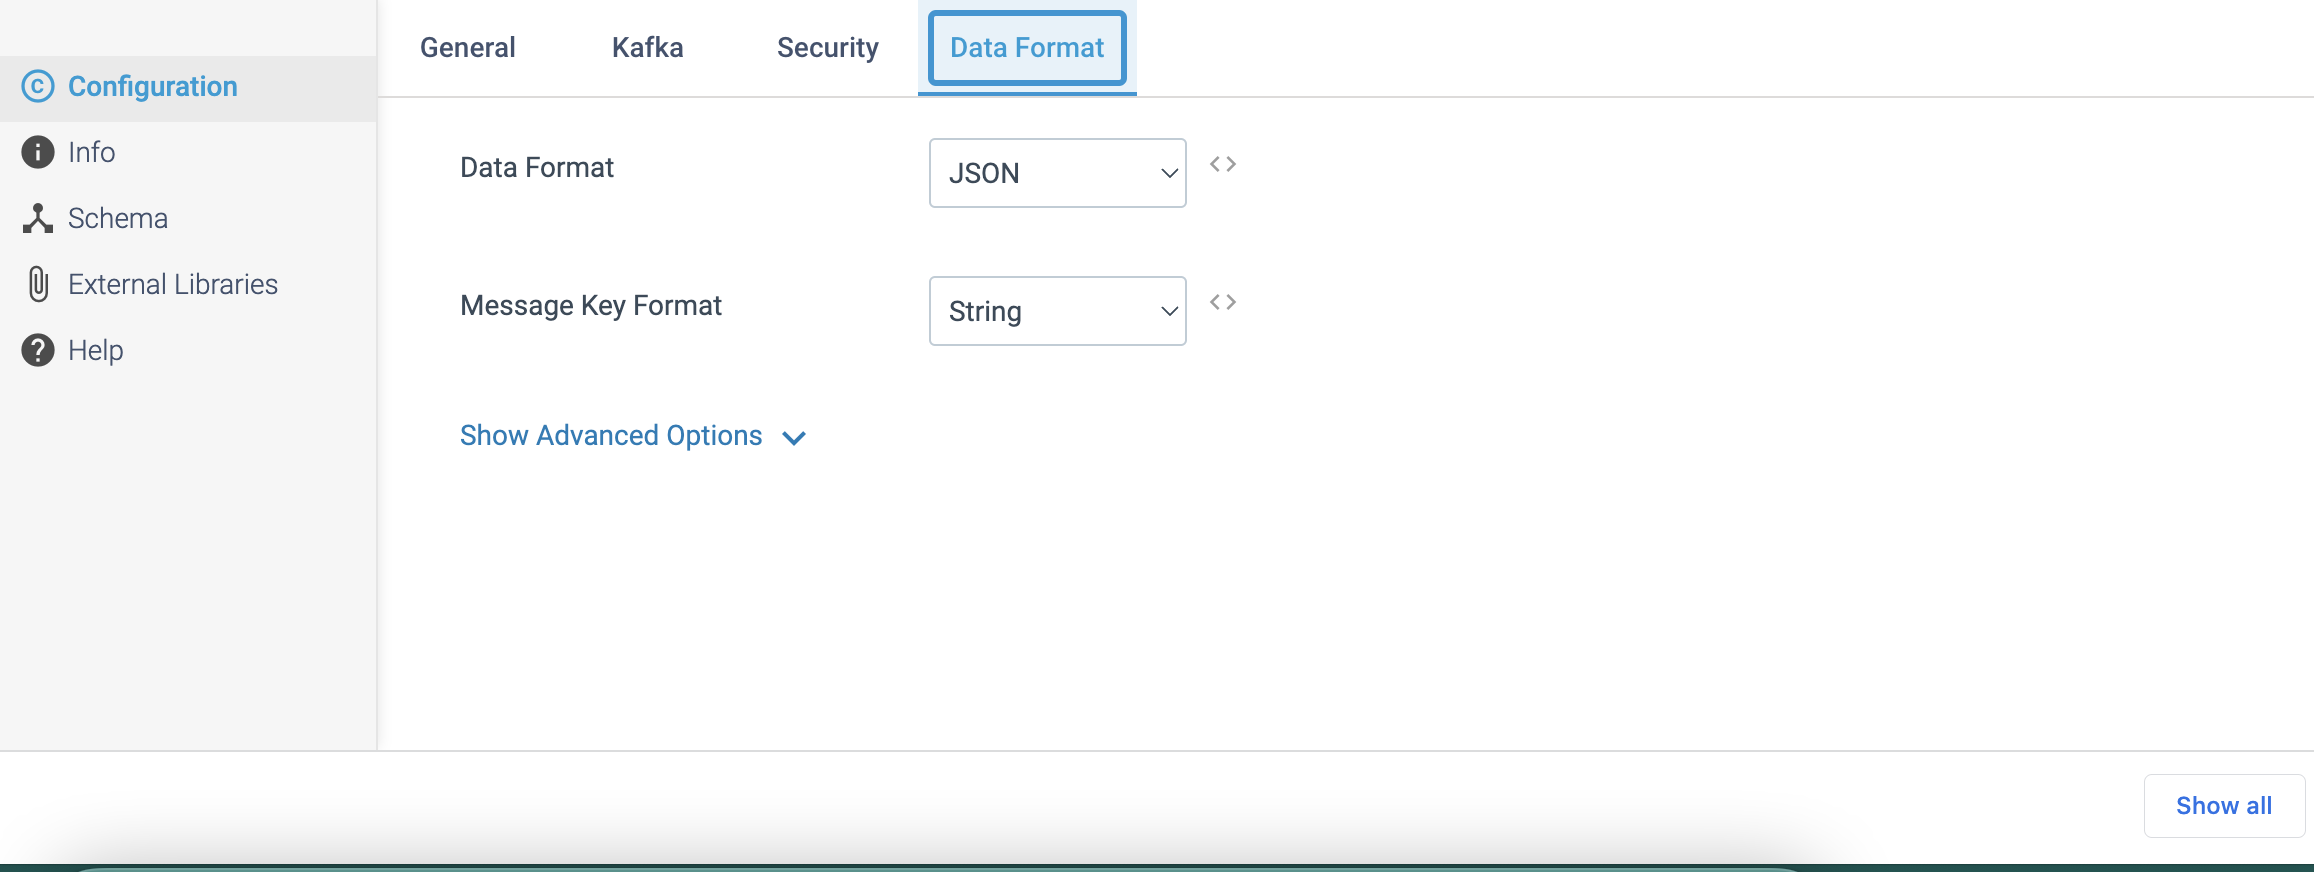 General
Kafka
Security
Data Format
Configuration
Info
Schema
External Libraries
Help
Data Format
JSON
Message Key Format
String
Show Advanced Options
Show all